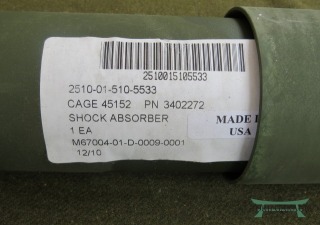 2510015105533
2510-01-510-5533
CAGE 45152 PN 3402272
SHOCK ABSORBER
1 EA
M67004-01-D-0009-0001
12/10
MADE I
USA